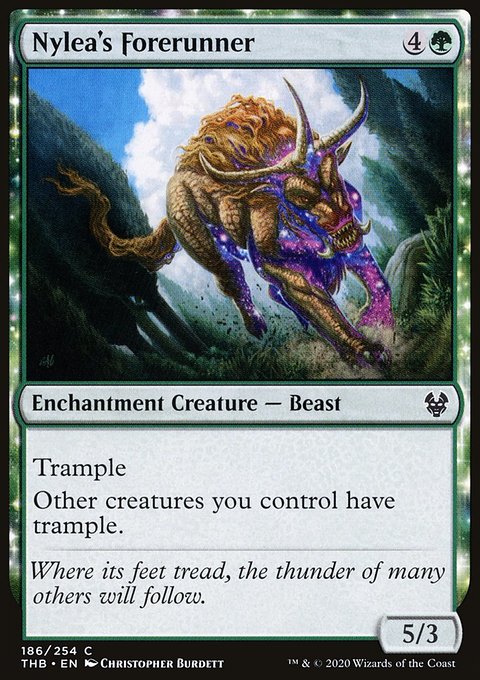 Nylea's Forerunner 4
Enchantment Creature — Beast
Trample
Other creatures you control have
trample.
Where its feet tread, the thunder of many
others will follow.
5/3
186/254 C
THB • EN Christopher Burdett
™ & © 2020 Wizards of the Coast